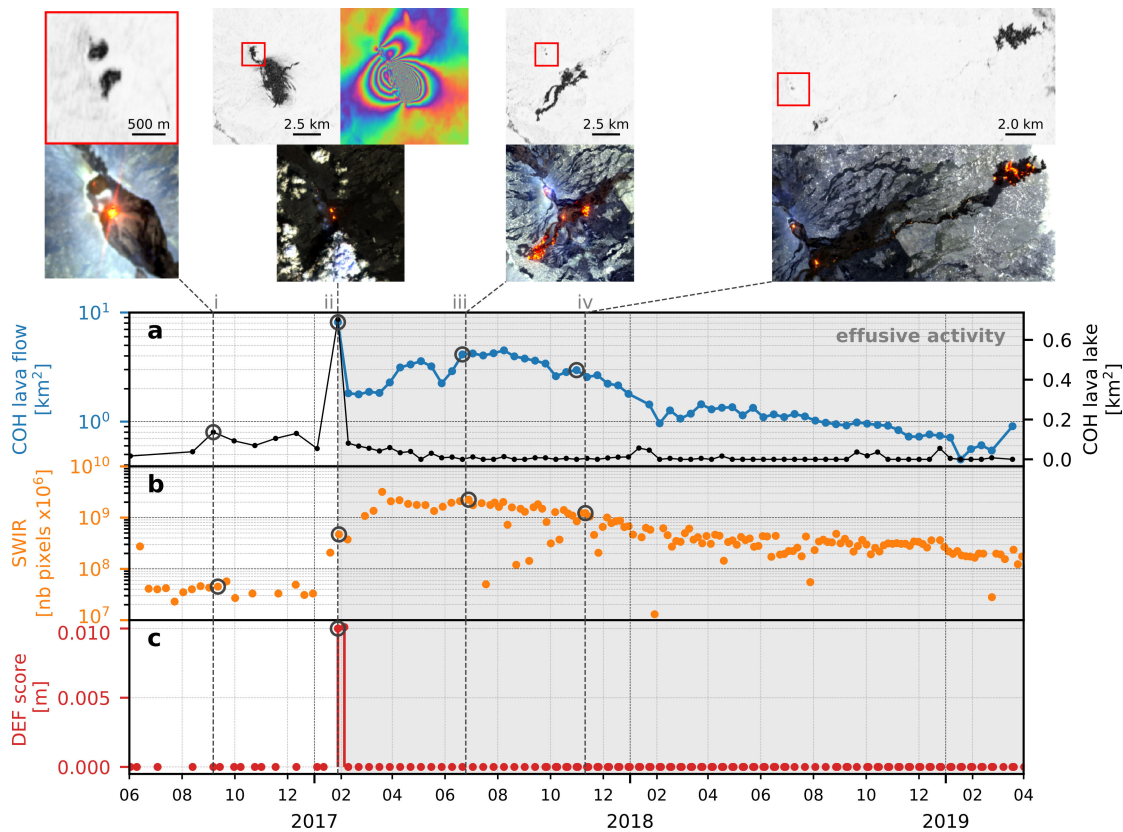 500 m
2.5 km
2.5 km
2.0 km
i
ii
iii
iv
a
effusive activity
COH lava flow
[km²]
10¹
10⁰
COH lava lake
[km²]
0.6
0.4
0.2
0.0
b
SWIR
[nb pixels x10⁶]
10¹⁰
10⁹
10⁸
10⁷
c
DEF score
[m]
0.010
0.005
0.000
06 08 10 12 02 04 06 08 10 12 02 04 06 08 10 12 02 04
2017 2018 2019